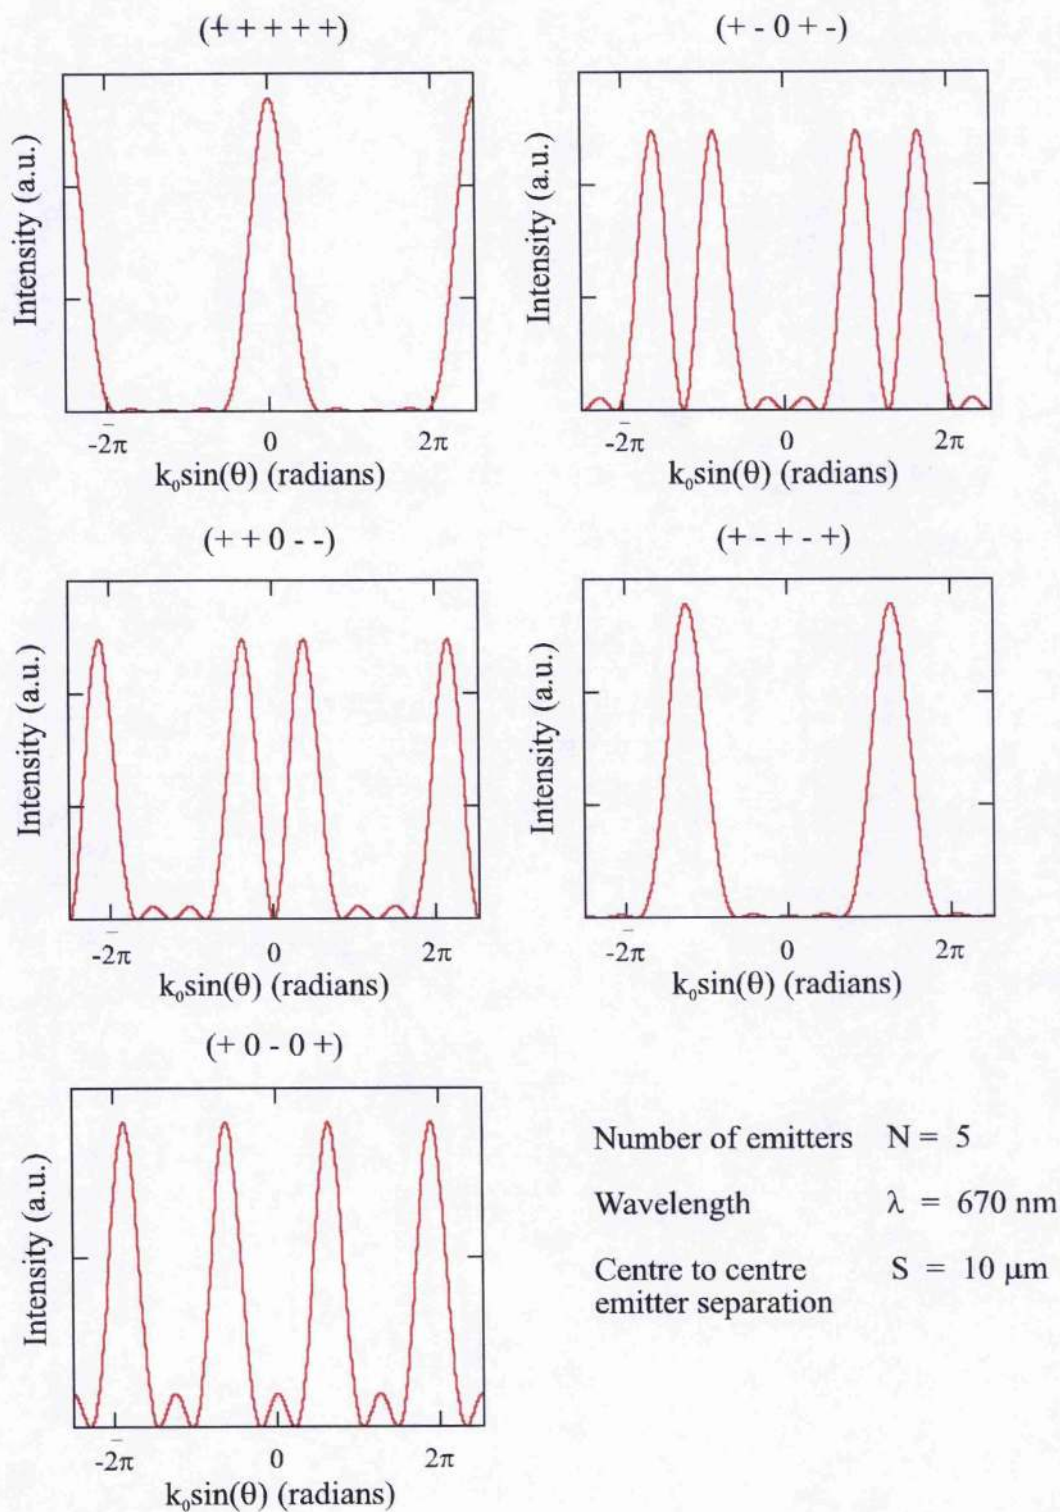 (+ + + + +)
(+ - 0 + -)
Intensity (a.u.)
-2π 0 2π
k₀sin(θ) (radians)
Intensity (a.u.)
-2π 0 2π
k₀sin(θ) (radians)
(+ + 0 - -)
(+ - + - +)
Intensity (a.u.)
-2π 0 2π
k₀sin(θ) (radians)
Intensity (a.u.)
-2π 0 2π
k₀sin(θ) (radians)
(+ 0 - 0 +)
Intensity (a.u.)
-2π 0 2π
k₀sin(θ) (radians)
Number of emitters N = 5
Wavelength λ = 670 nm
Centre to centre S = 10 μm
emitter separation